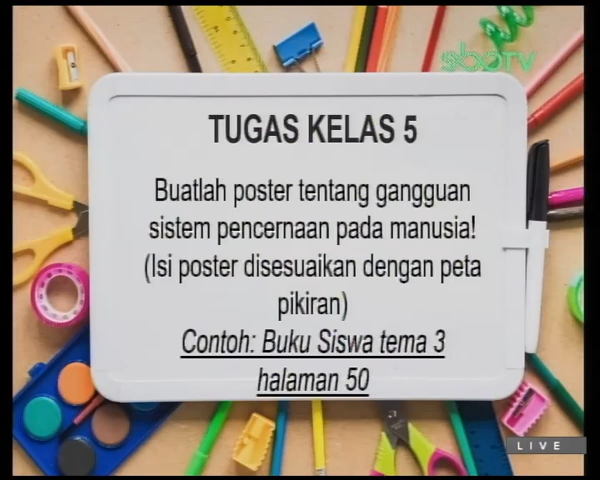 sboTV
TUGAS KELAS 5
Buatlah poster tentang gangguan
sistem pencernaan pada manusia!
(Isi poster disesuaikan dengan peta
pikiran)
Contoh: Buku Siswa tema 3
halaman 50
LIVE